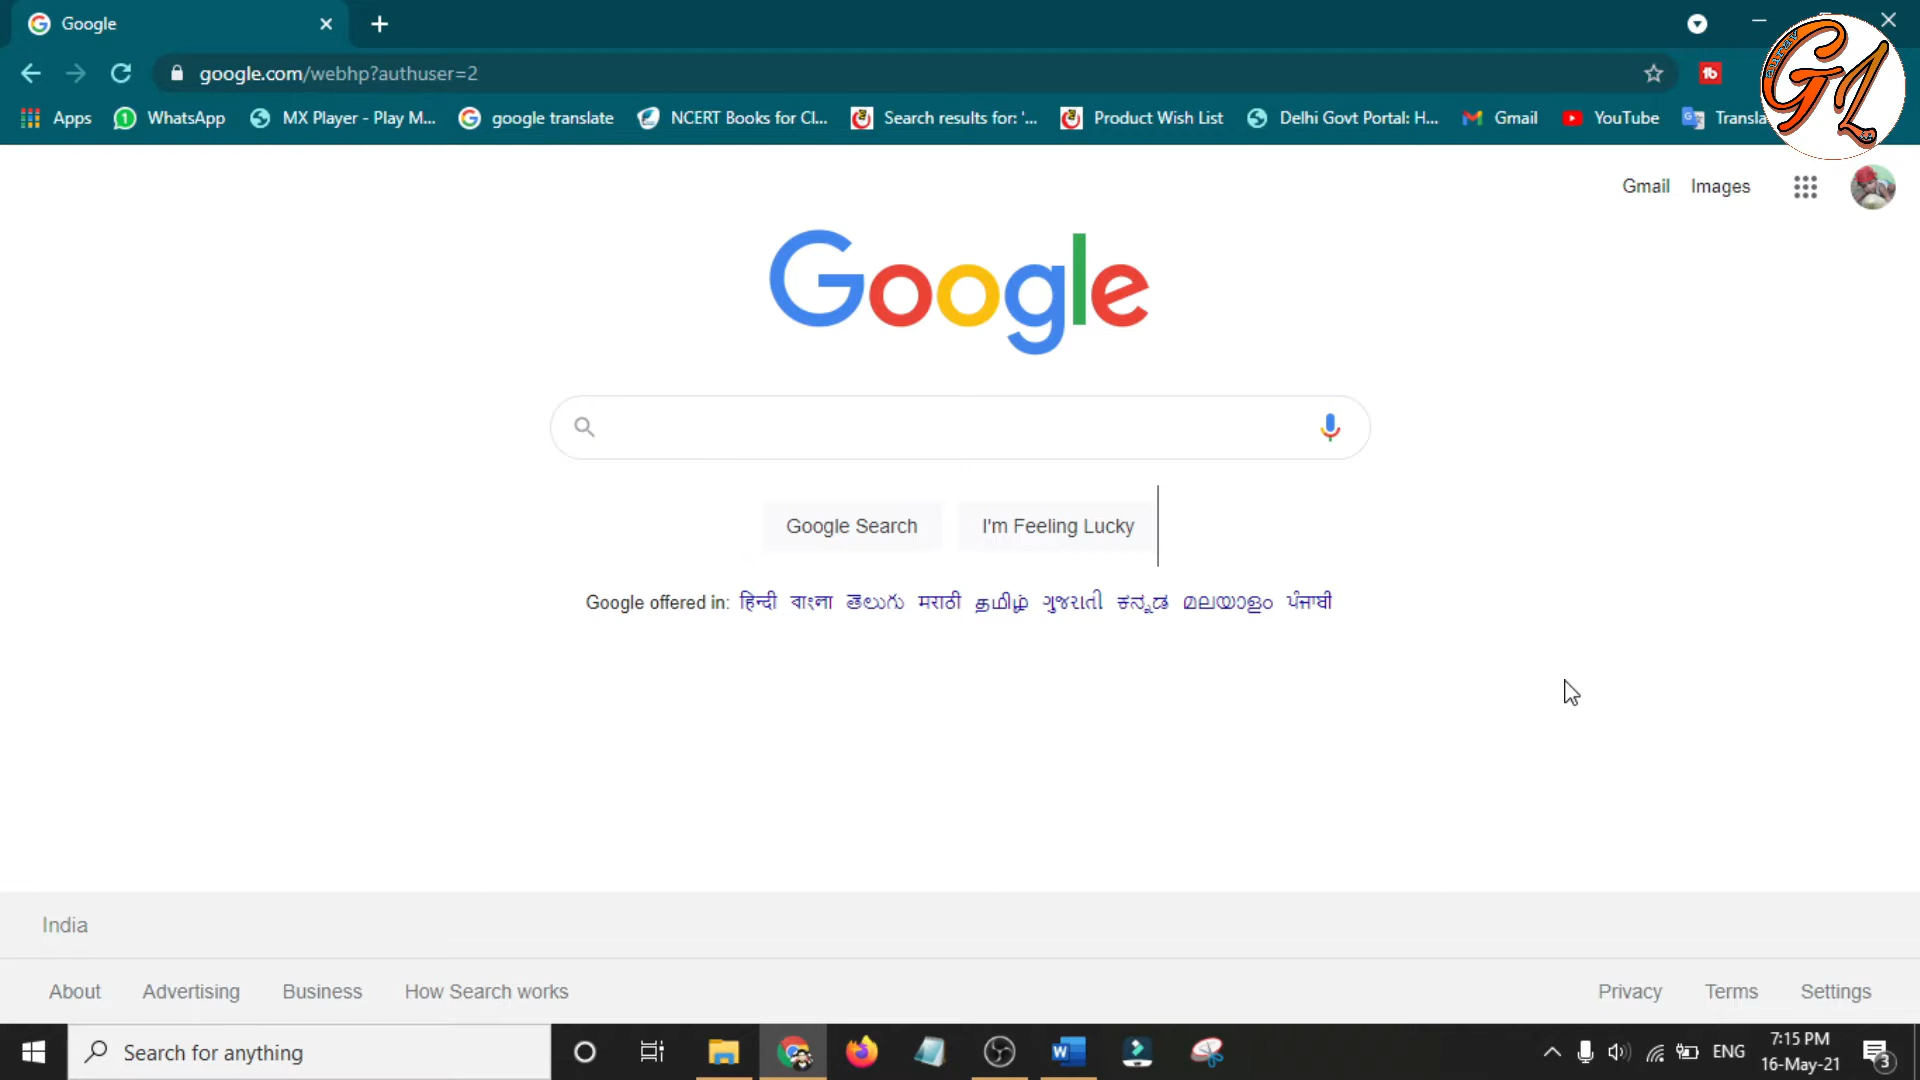 Google
google.com/webhp?authuser=2
Apps WhatsApp MX Player - Play M... google translate NCERT Books for Cl... Search results for: '... Product Wish List Delhi Govt Portal: H... Gmail YouTube Transla
GL
Gmail Images
Google
Google Search I'm Feeling Lucky
Google offered in: हिन्दी বাংলা తెలుగు मराठी தமிழ் ગુજરાતી ಕನ್ನಡ മലയാളം ਪੰਜਾਬੀ
India
About Advertising Business How Search works Privacy Terms Settings
Search for anything ENG 7:15 PM
16-May-21 3